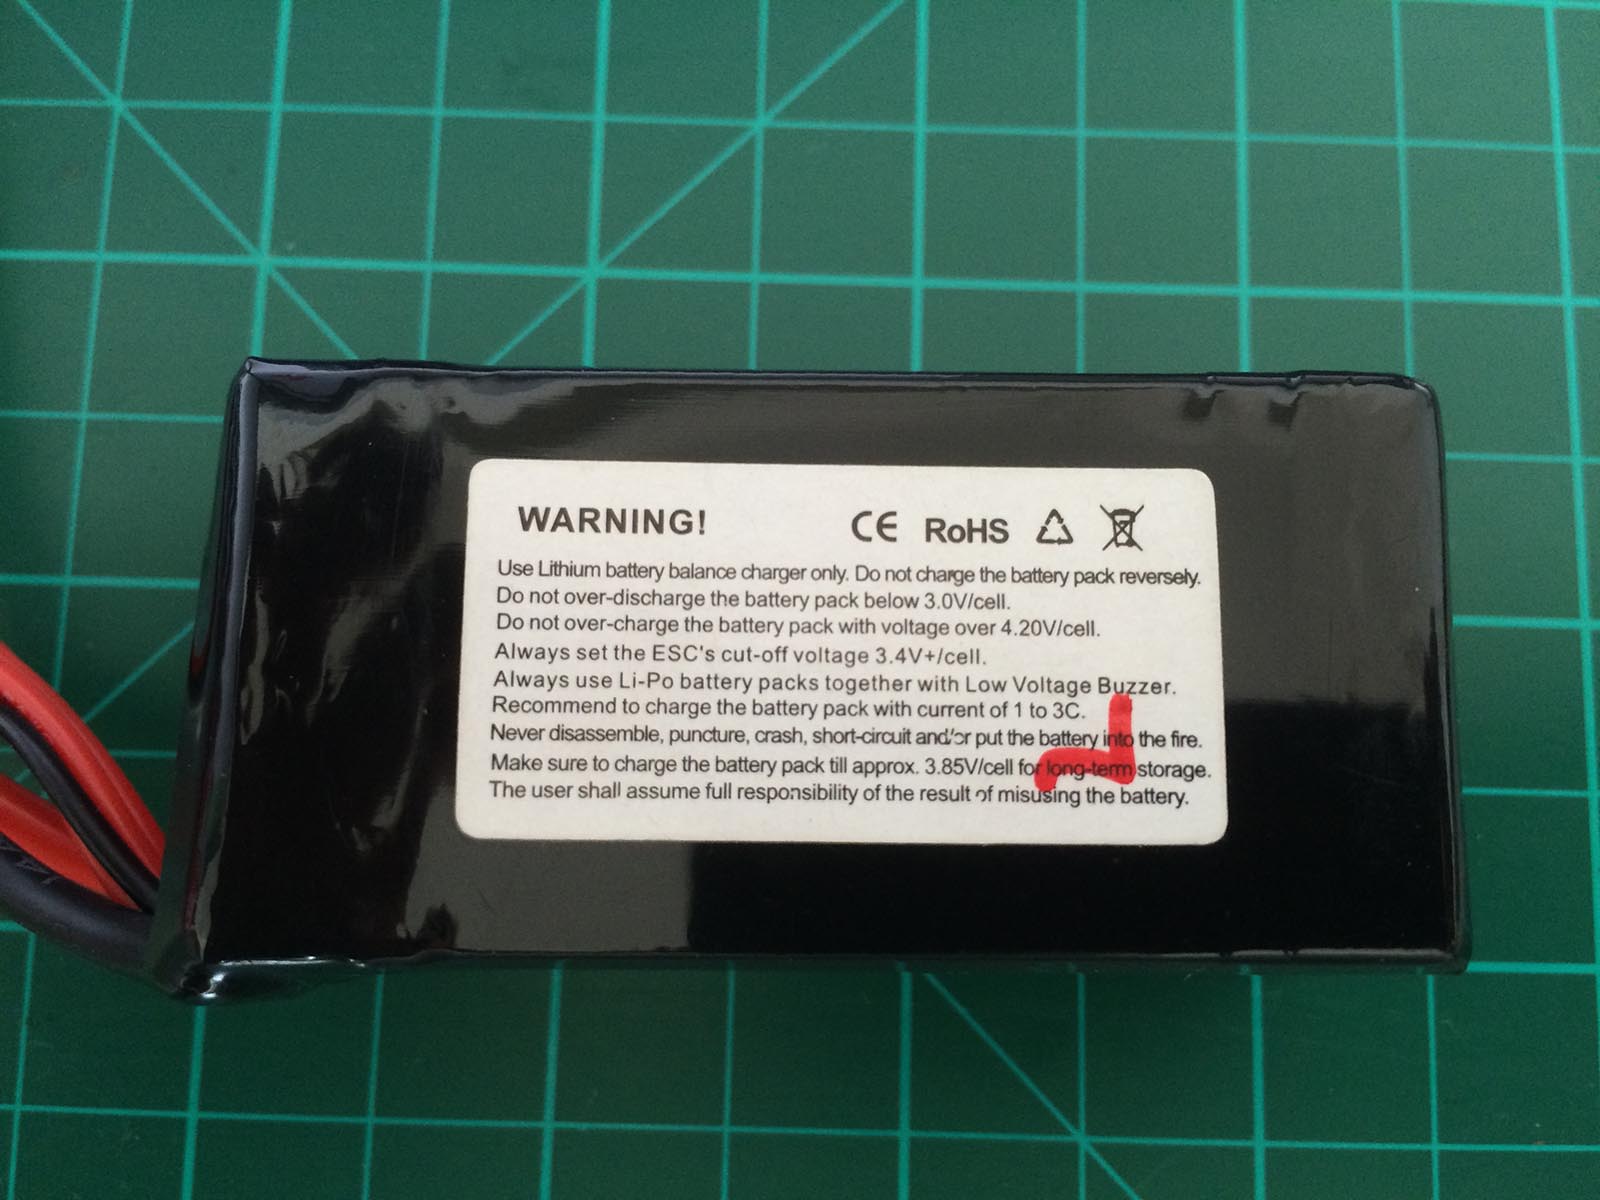 WARNING! CE RoHS
Use Lithium battery balance charger only. Do not charge the battery pack reversely.
Do not over-discharge the battery pack below 3.0V/cell.
Do not over-charge the battery pack with voltage over 4.20V/cell.
Always set the ESC's cut-off voltage 3.4V+/cell.
Always use Li-Po battery packs together with Low Voltage Buzzer.
Recommend to charge the battery pack with current of 1 to 3C.
Never disassemble, puncture, crash, short-circuit and/or put the battery into the fire.
Make sure to charge the battery pack till approx. 3.85V/cell for long-term storage.
The user shall assume full responsibility of the result of misusing the battery.